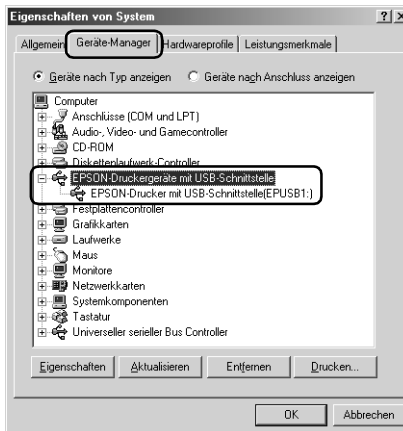 Eigenschaften von System
Allgemein Geräte-Manager Hardwareprofile Leistungsmerkmale
Geräte nach Typ anzeigen Geräte nach Anschluss anzeigen
Computer
Anschlüsse (COM und LPT)
Audio-, Video- und Gamecontroller
CD-ROM
Diskettenlaufwerk-Controller
EPSON-Druckergeräte mit USB-Schnittstelle
EPSON-Drucker mit USB-Schnittstelle(EPUSB1:)
Festplattencontroller
Grafikkarten
Laufwerke
Maus
Monitore
Netzwerkkarten
Systemkomponenten
Tastatur
Universeller serieller Bus Controller
Eigenschaften Aktualisieren Entfernen Drucken...
OK Abbrechen